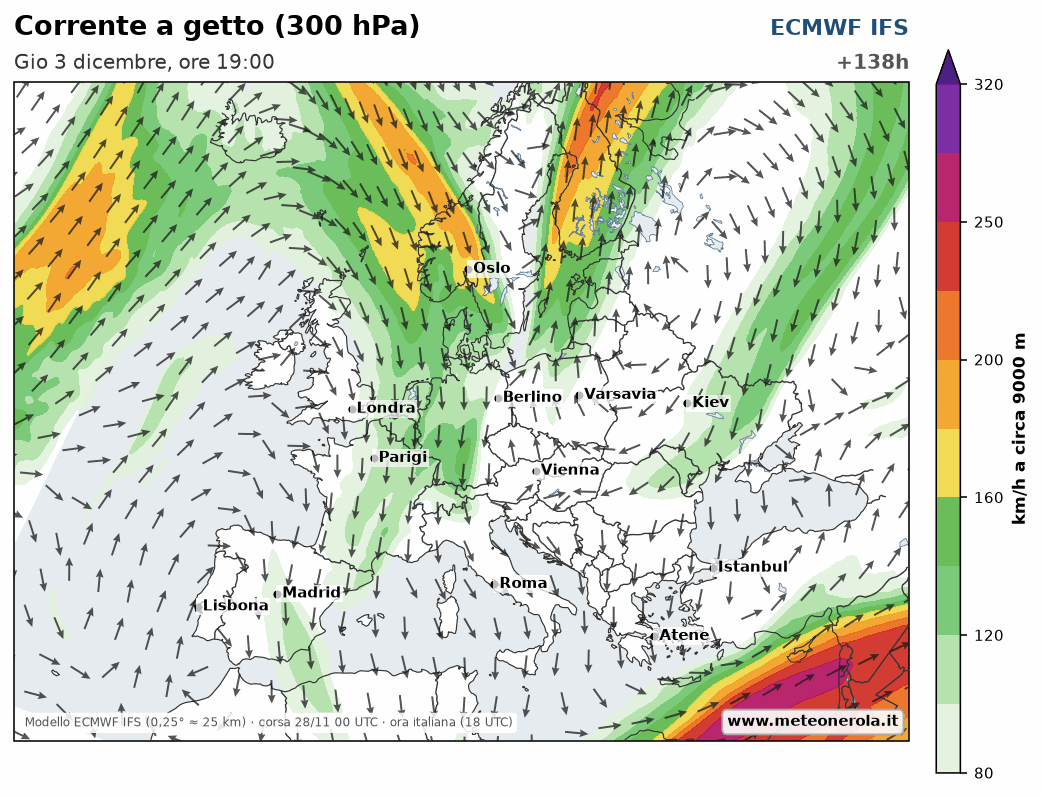 Corrente a getto (300 hPa)
ECMWF IFS
Gio 3 dicembre, ore 19:00
+138h
320
250
200
160
120
80
km/h a circa 9000 m
Oslo
Berlino
Varsavia
Kiev
Londra
Parigi
Vienna
Istanbul
Roma
Madrid
Lisbona
Atene
Modello ECMWF IFS (0,25° ≈ 25 km) · corsa 28/11 00 UTC · ora italiana (18 UTC)
www.meteonerola.it